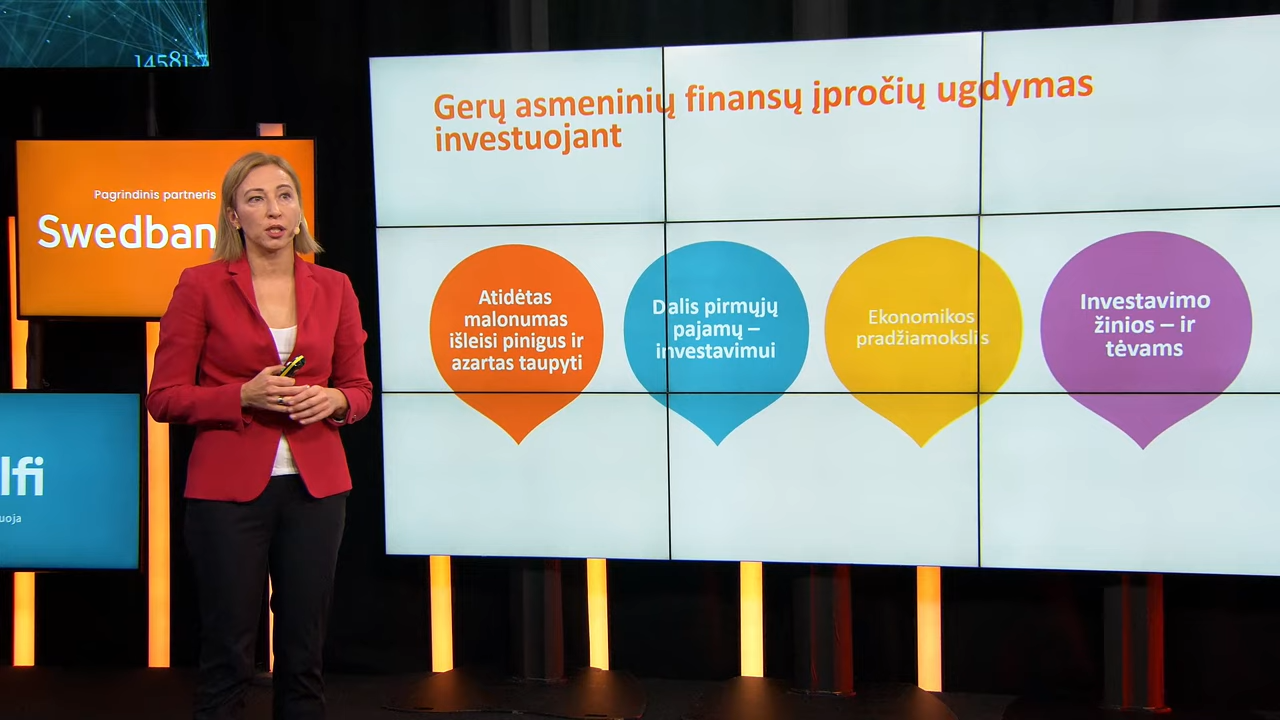 14581.7
Pagrindinis partneris
Swedban
lfi
uoja
Gerų asmeninių finansų įpročių ugdymas
investuojant
Atidėtas
malonumas
išleisi pinigus ir
azartas taupyti
Dalis pirmųjų
pajamų –
investavimui
Ekonomikos
pradžiamokslis
Investavimo
žinios – ir
tėvams